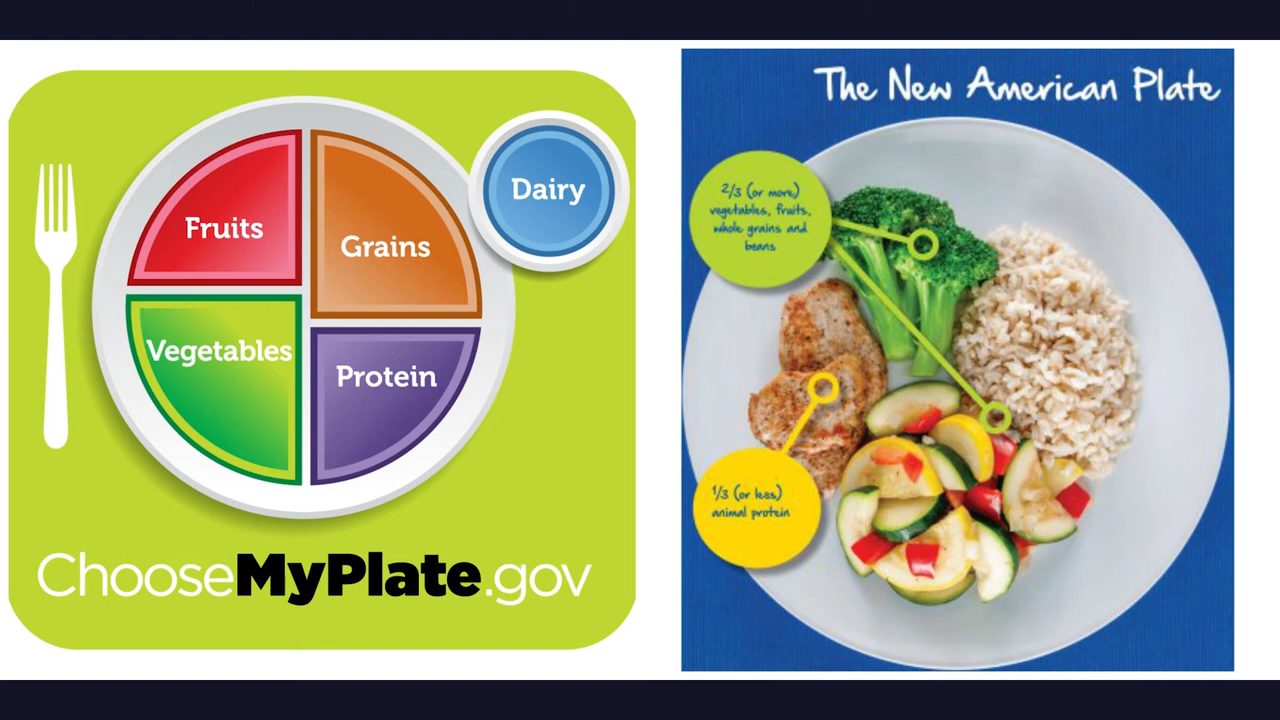 Fruits
Grains
Dairy
Vegetables
Protein
ChooseMyPlate.gov
The New American Plate
2/3 (or more)
vegetables, fruits,
whole grains and
beans
1/3 (or less)
animal protein